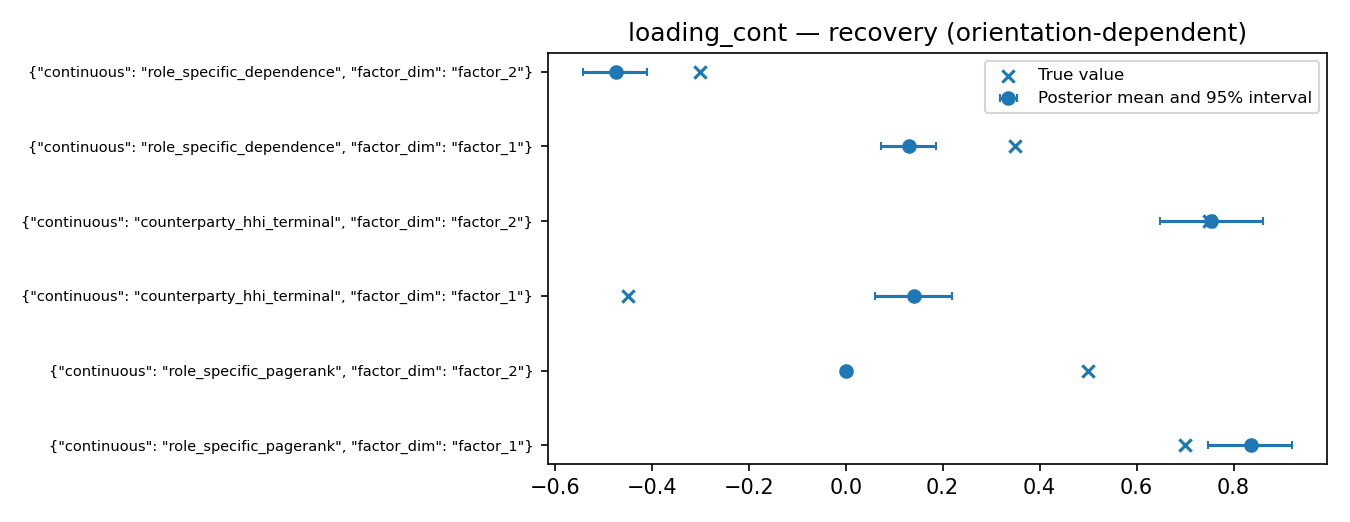 loading_cont — recovery (orientation-dependent)
True value
Posterior mean and 95% interval
{"continuous": "role_specific_dependence", "factor_dim": "factor_2"}
{"continuous": "role_specific_dependence", "factor_dim": "factor_1"}
{"continuous": "counterparty_hhi_terminal", "factor_dim": "factor_2"}
{"continuous": "counterparty_hhi_terminal", "factor_dim": "factor_1"}
{"continuous": "role_specific_pagerank", "factor_dim": "factor_2"}
{"continuous": "role_specific_pagerank", "factor_dim": "factor_1"}
−0.6 −0.4 −0.2 0.0 0.2 0.4 0.6 0.8